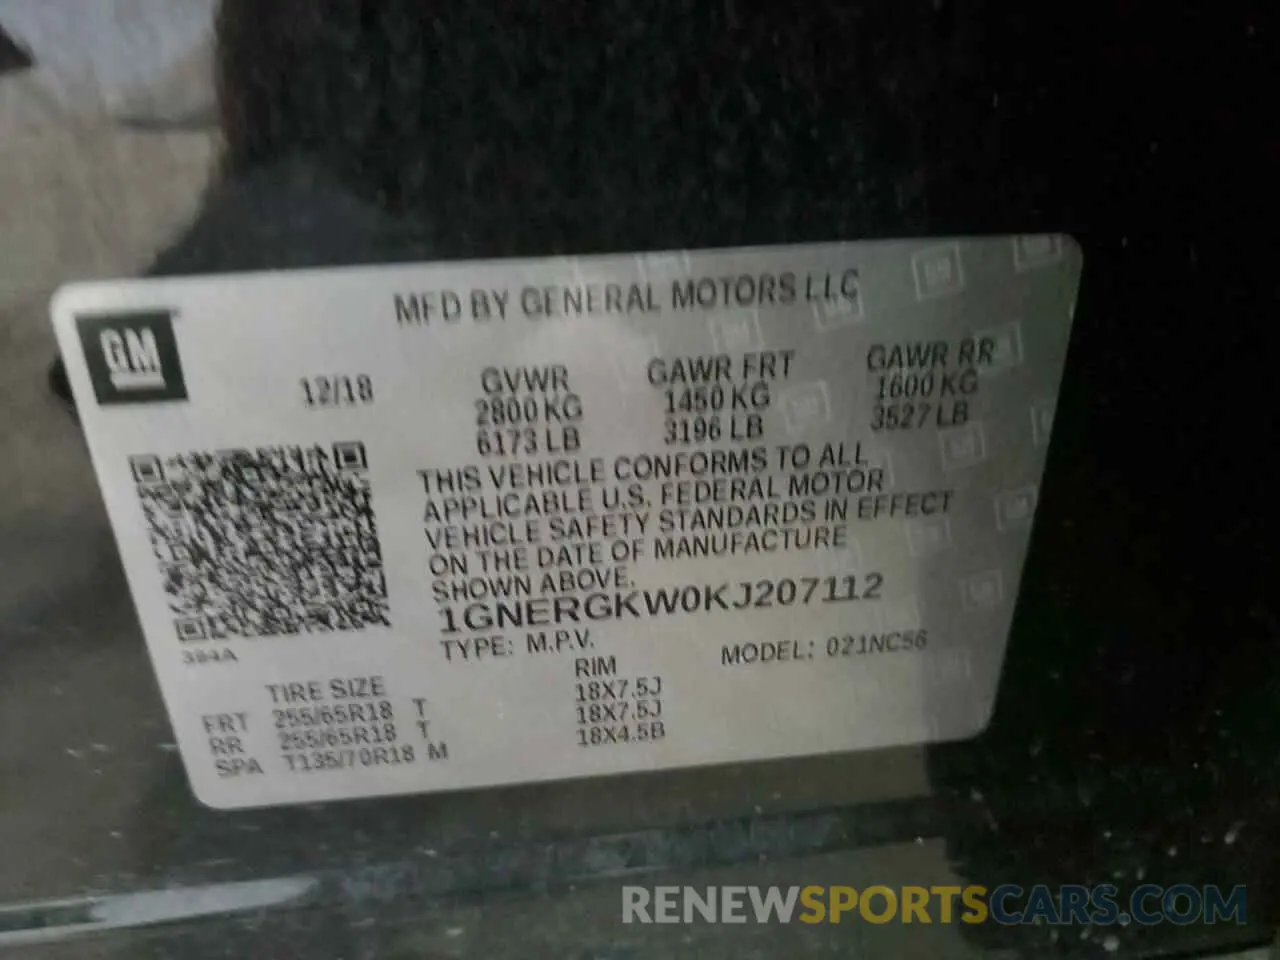 GM
MFD BY GENERAL MOTORS LLC
12/18
GVWR GAWR FRT GAWR RR
2800 KG 1450 KG 1600 KG
6173 LB 3196 LB 3527 LB
THIS VEHICLE CONFORMS TO ALL
APPLICABLE U.S. FEDERAL MOTOR
VEHICLE SAFETY STANDARDS IN EFFECT
ON THE DATE OF MANUFACTURE
SHOWN ABOVE.
1GNERGKW0KJ207112
TYPE: M.P.V. MODEL: 021NC56
394A
TIRE SIZE RIM
FRT 255/65R18 T 18X7.5J
RR 255/65R18 T 18X7.5J
SPA T135/70R18 M 18X4.5B
RENEWSPORTSCARS.COM